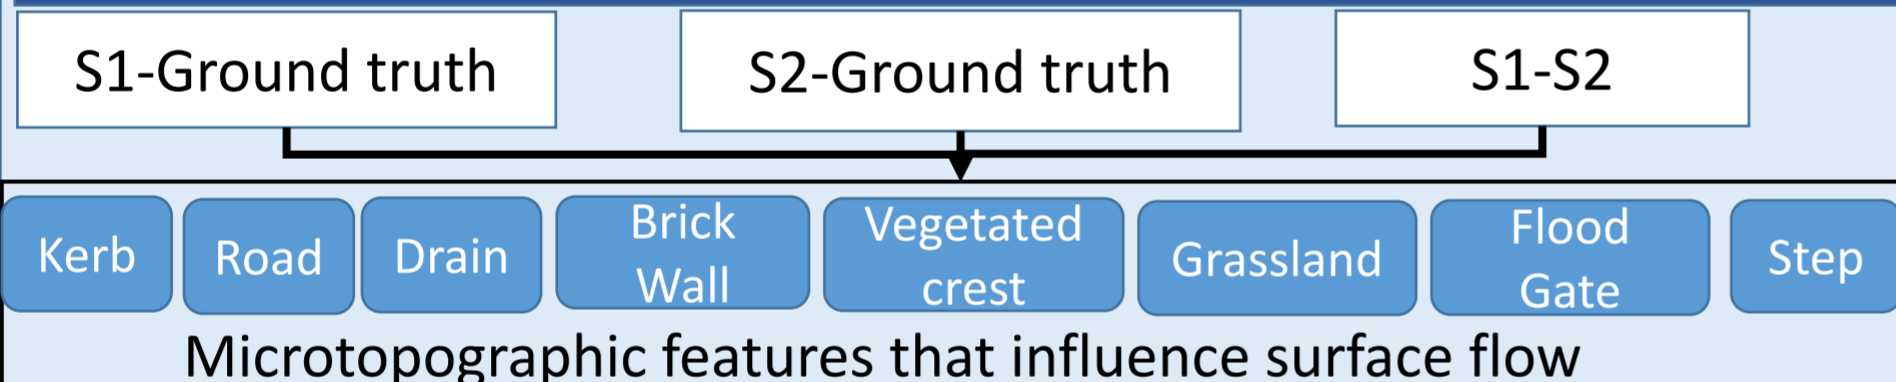 S1-Ground truth
S2-Ground truth
S1-S2
Kerb
Road
Drain
Brick
Wall
Vegetated
crest
Grassland
Flood
Gate
Step
Microtopographic features that influence surface flow